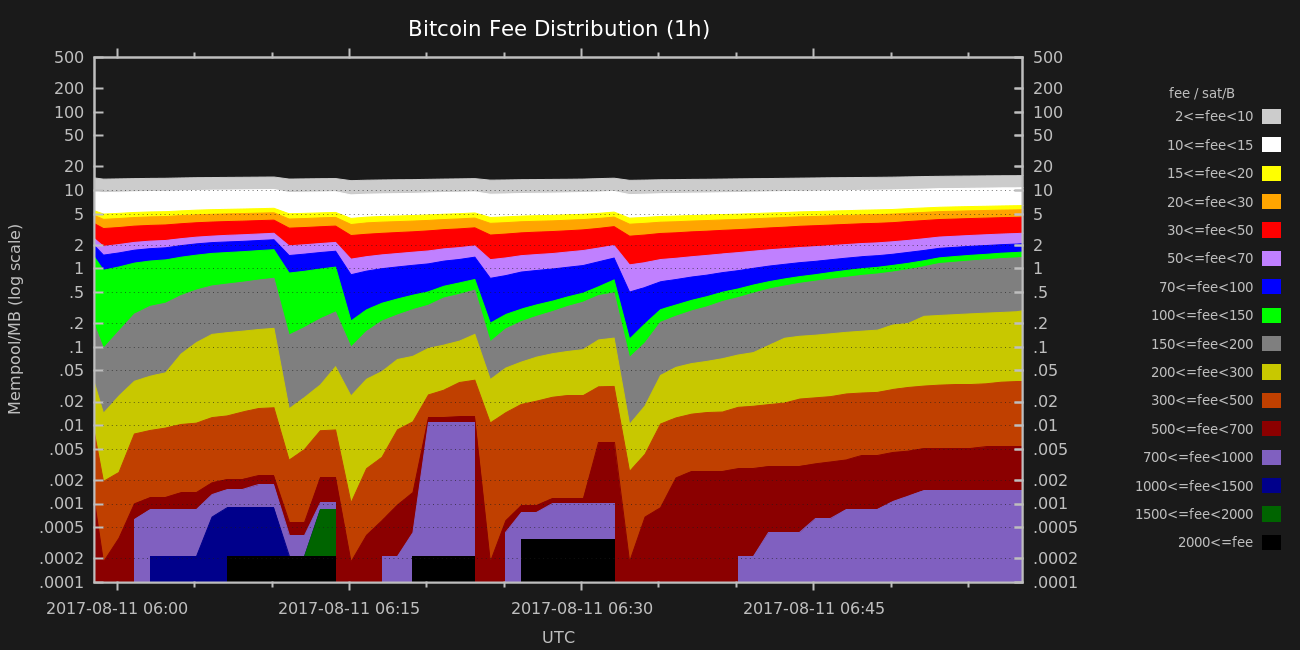 Bitcoin Fee Distribution (1h)
500
200
100
50
20
10
5
2
1
.5
.2
.1
.05
.02
.01
.005
.002
.001
.0005
.0002
.0001
Mempool/MB (log scale)
500
200
100
50
20
10
5
2
1
.5
.2
.1
.05
.02
.01
.005
.002
.001
.0005
.0002
.0001
2017-08-11 06:00 2017-08-11 06:15 2017-08-11 06:30 2017-08-11 06:45
UTC
fee / sat/B
2<=fee<10
10<=fee<15
15<=fee<20
20<=fee<30
30<=fee<50
50<=fee<70
70<=fee<100
100<=fee<150
150<=fee<200
200<=fee<300
300<=fee<500
500<=fee<700
700<=fee<1000
1000<=fee<1500
1500<=fee<2000
2000<=fee